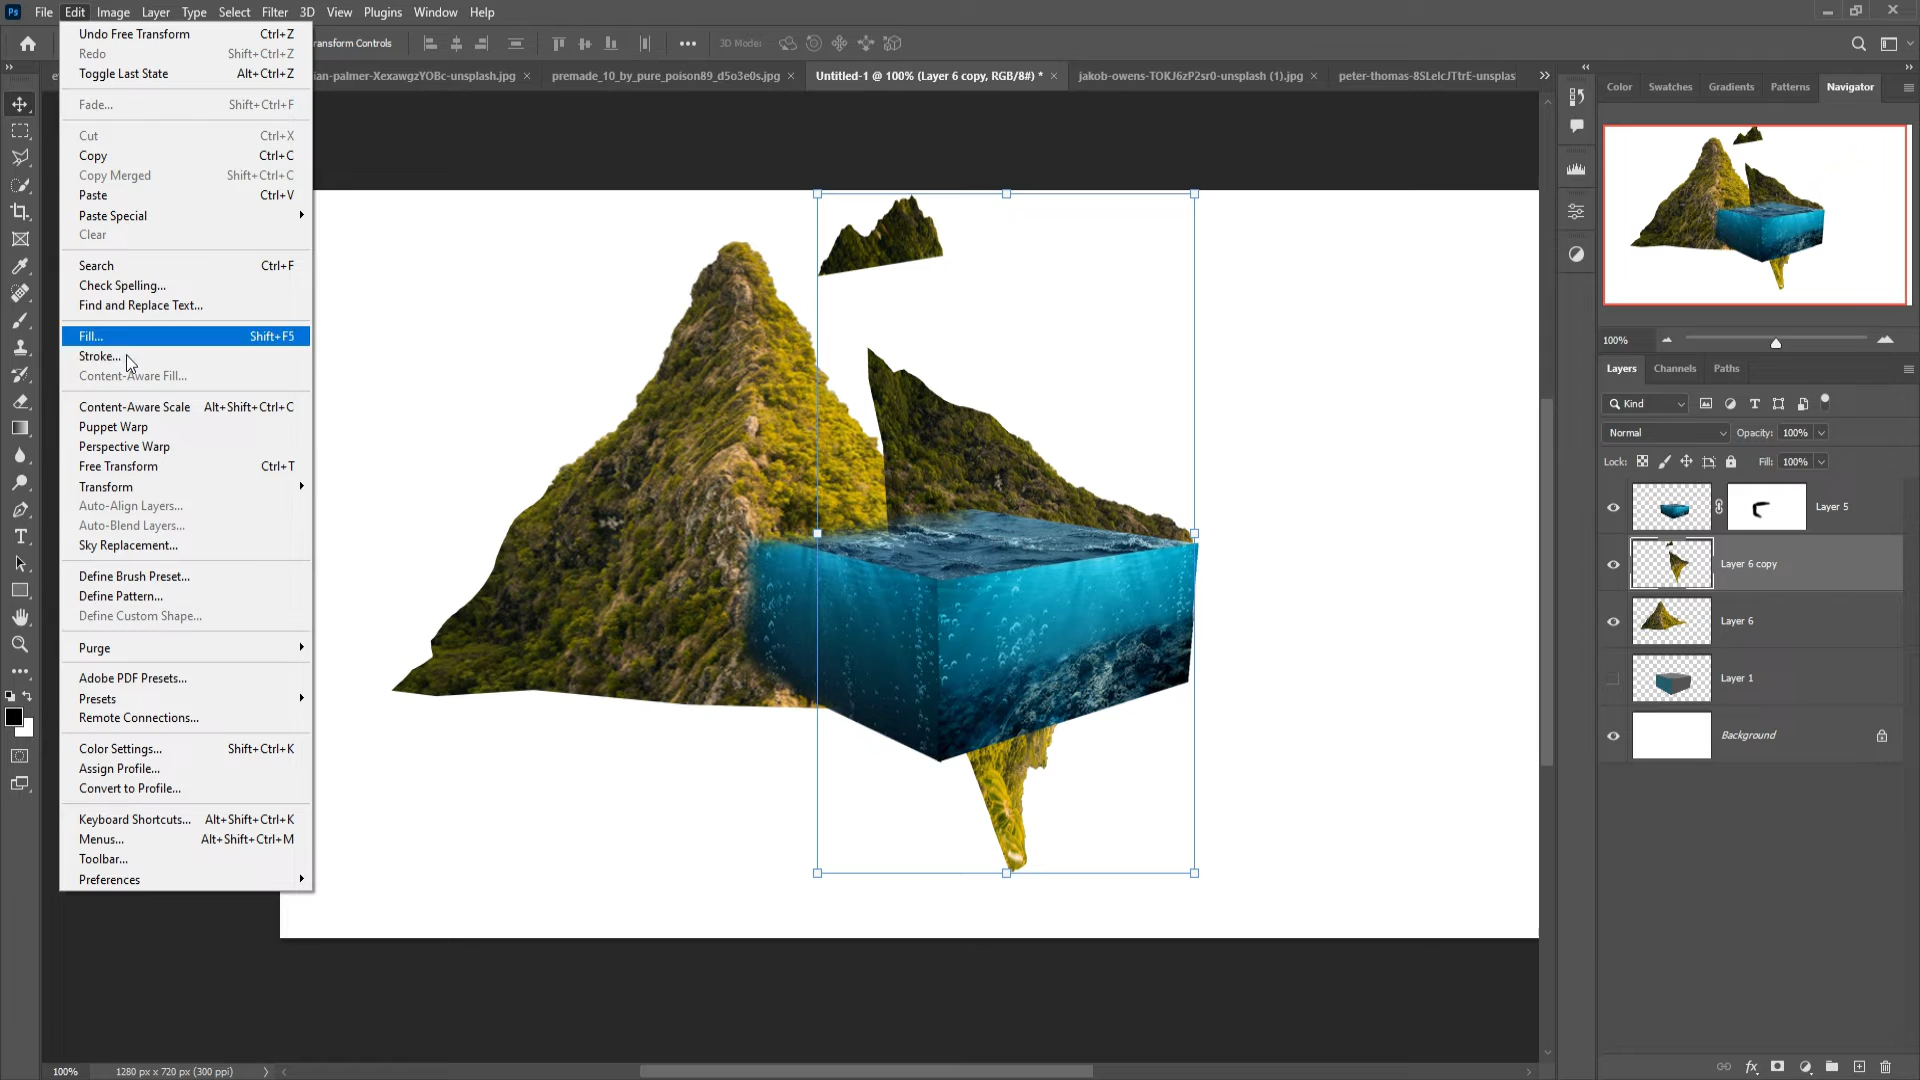 Ps File Edit Image Layer Type Select Filter 3D View Plugins Window Help
ransform Controls 3D Mode:
ian-palmer-XexawgzYOBc-unsplash.jpg × premade_10_by_pure_poison89_d5o3e0s.jpg × Untitled-1 @ 100% (Layer 6 copy, RGB/8#) * × jakob-owens-TOKJ6zP2sr0-unsplash (1).jpg × peter-thomas-8SLelcJTtrE-unsplas
Undo Free Transform Ctrl+Z
Redo Shift+Ctrl+Z
Toggle Last State Alt+Ctrl+Z
Fade... Shift+Ctrl+F
Cut Ctrl+X
Copy Ctrl+C
Copy Merged Shift+Ctrl+C
Paste Ctrl+V
Paste Special
Clear
Search Ctrl+F
Check Spelling...
Find and Replace Text...
Fill... Shift+F5
Stroke...
Content-Aware Fill...
Content-Aware Scale Alt+Shift+Ctrl+C
Puppet Warp
Perspective Warp
Free Transform Ctrl+T
Transform
Auto-Align Layers...
Auto-Blend Layers...
Sky Replacement...
Define Brush Preset...
Define Pattern...
Define Custom Shape...
Purge
Adobe PDF Presets...
Presets
Remote Connections...
Color Settings... Shift+Ctrl+K
Assign Profile...
Convert to Profile...
Keyboard Shortcuts... Alt+Shift+Ctrl+K
Menus... Alt+Shift+Ctrl+M
Toolbar...
Preferences
100% 1280 px x 720 px (300 ppi)
Color Swatches Gradients Patterns Navigator
100%
Layers Channels Paths
Kind
Normal Opacity: 100%
Lock: Fill: 100%
Layer 5
Layer 6 copy
Layer 6
Layer 1
Background
fx